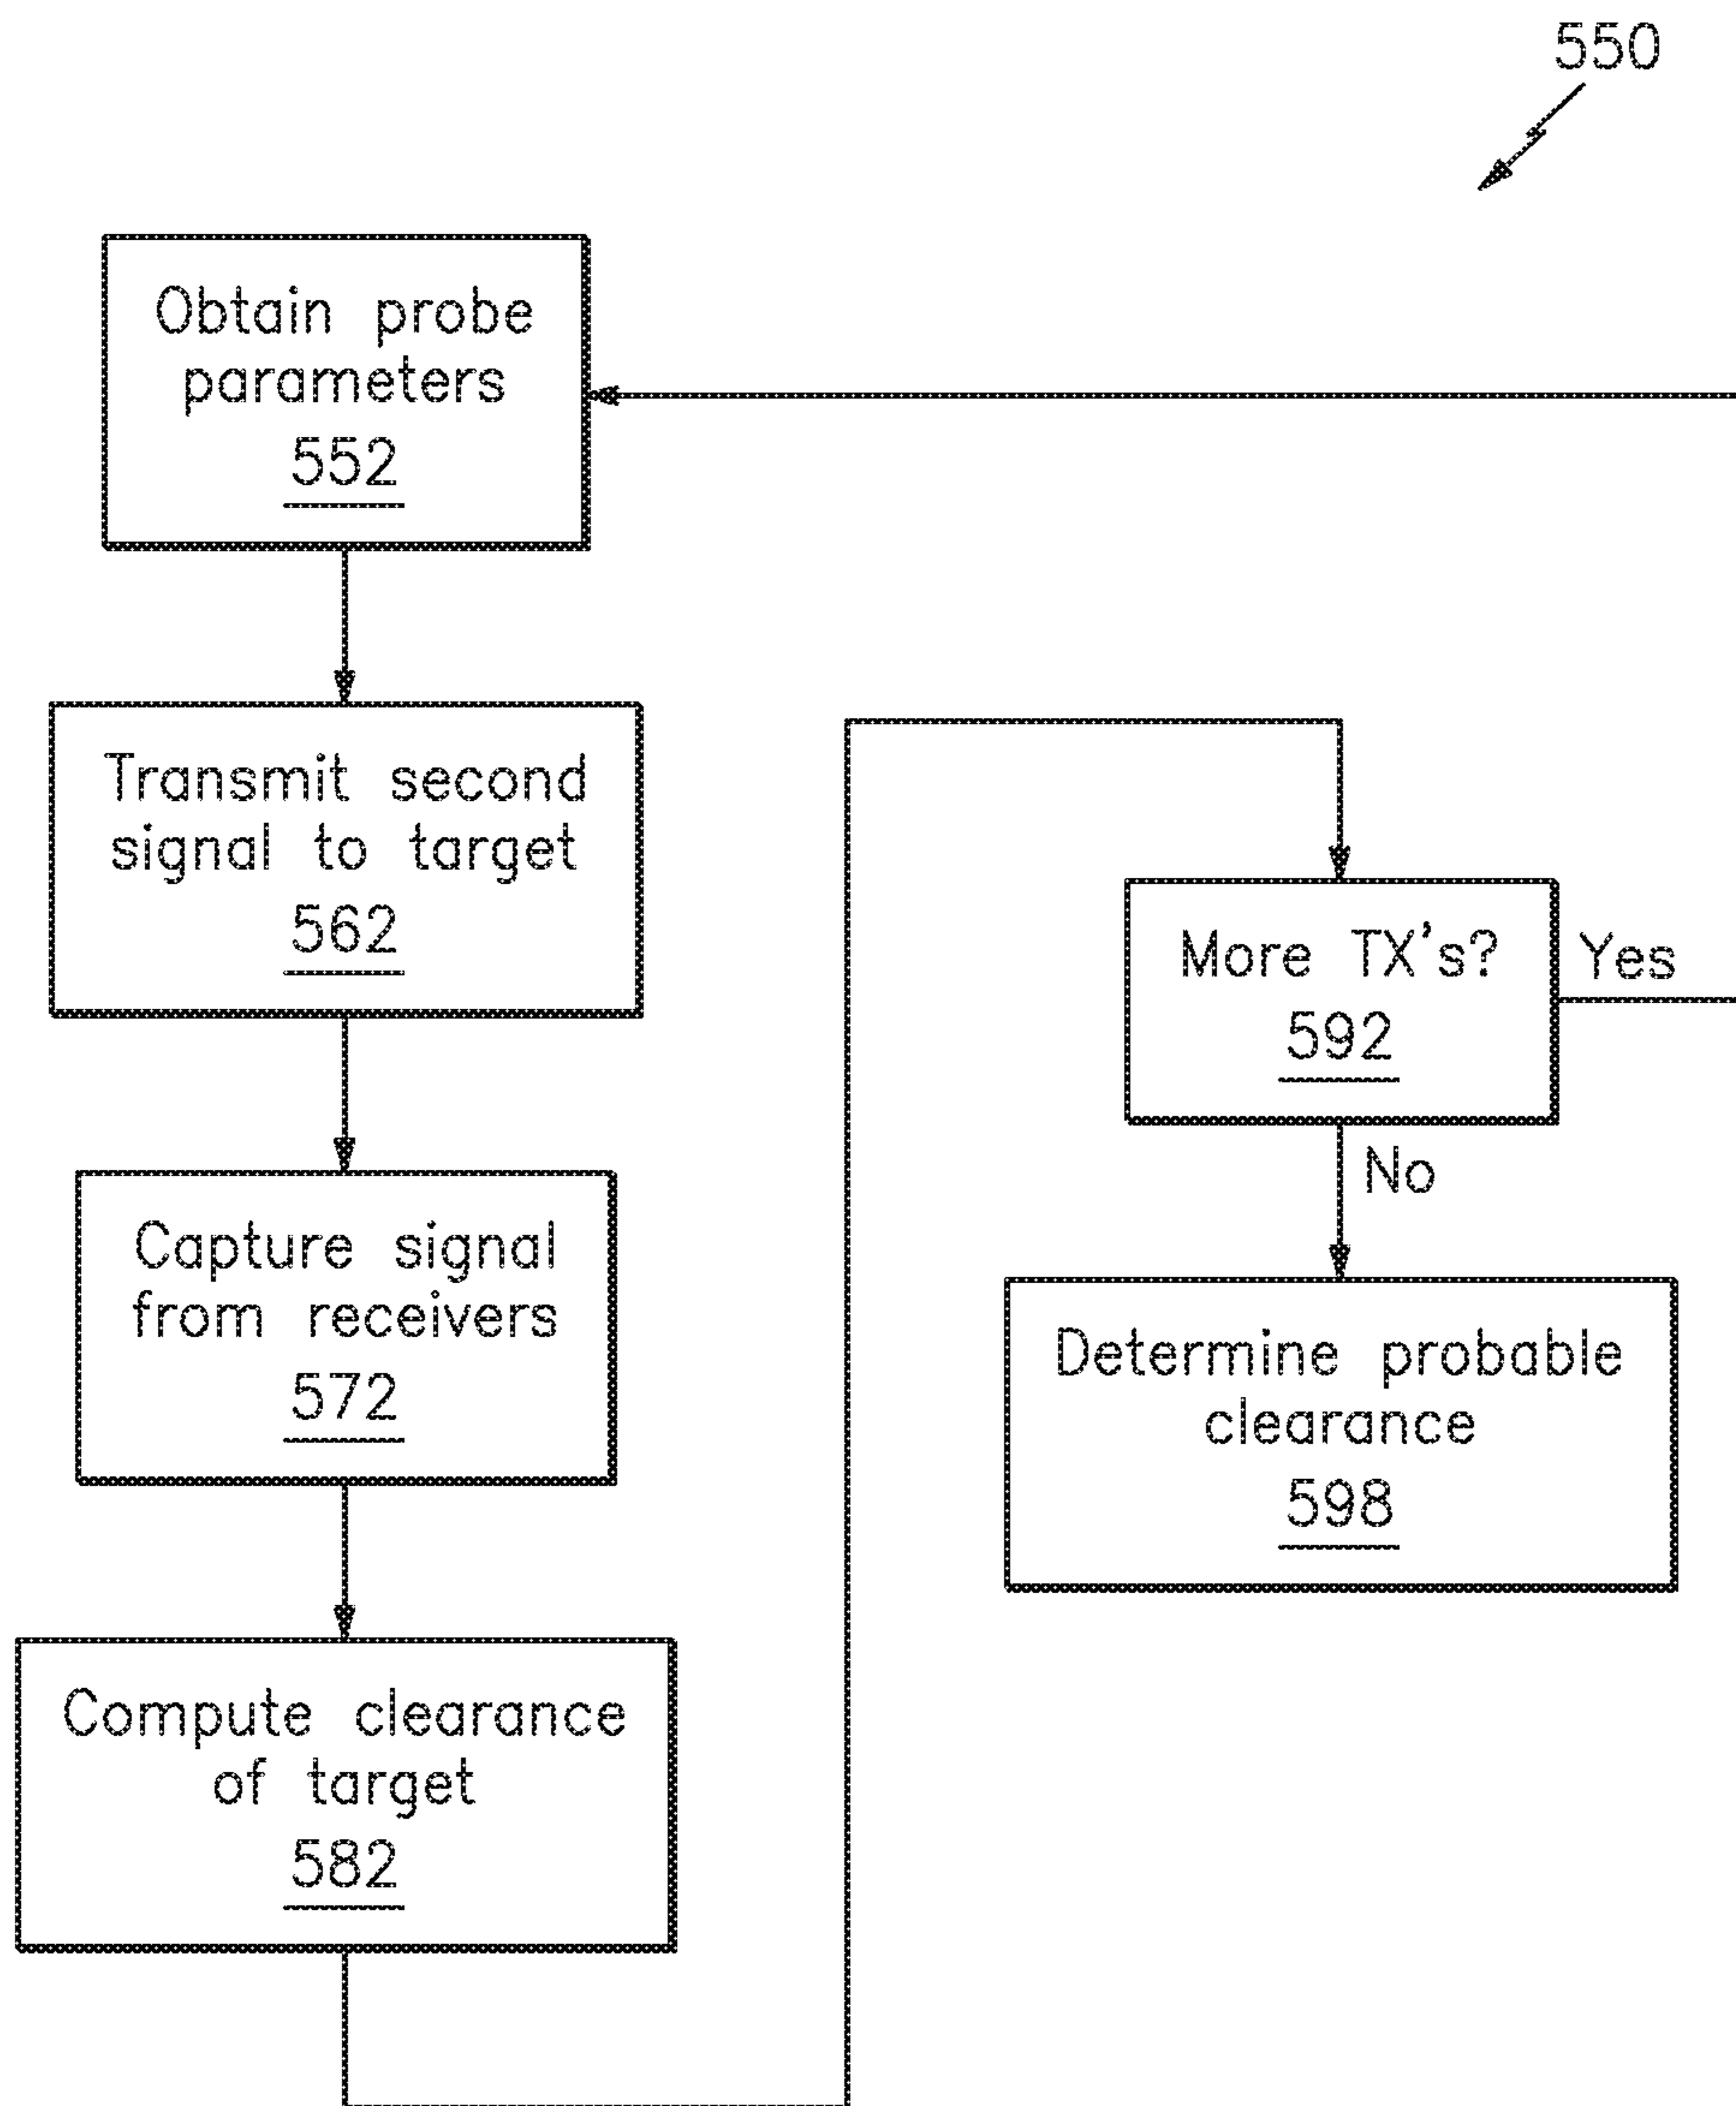 550
Obtain probe
parameters
552
Transmit second
signal to target
562
Capture signal
from receivers
572
Compute clearance
of target
582
More TX's?
592
Yes
No
Determine probable
clearance
598